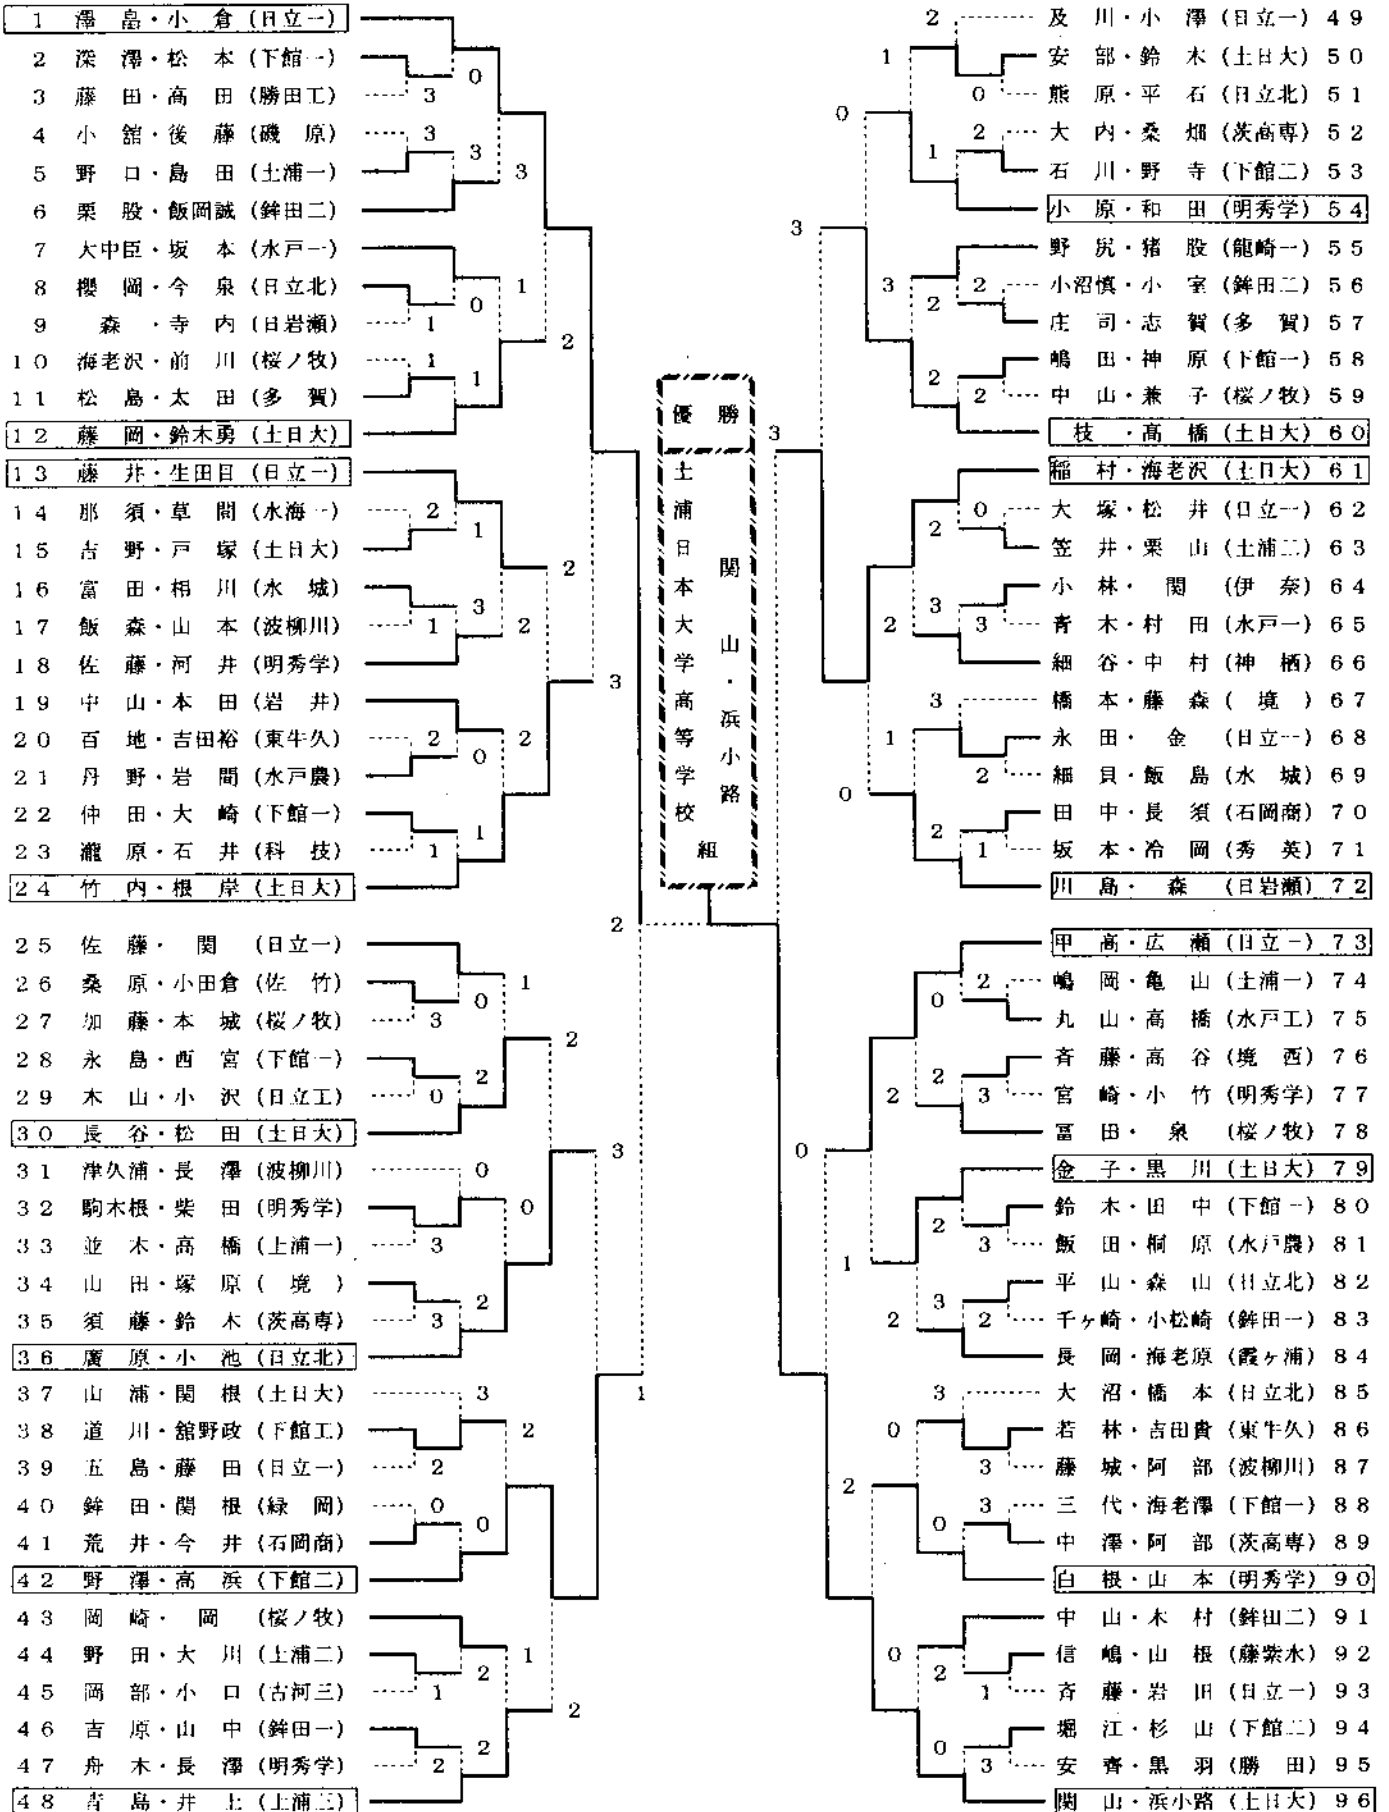 1 澤畠・小倉(日立一)
2 深澤・松本(下館一)
3 藤田・高田(勝田工)
4 小舘・後藤(磯原)
5 野口・島田(土浦一)
6 栗股・飯岡誠(鉾田二)
7 大中臣・坂本(水戸一)
8 櫻岡・今泉(日立北)
9 森・寺内(日岩瀬)
10 海老沢・前川(桜ノ牧)
11 松島・太田(多賀)
12 藤岡・鈴木勇(土日大)
13 藤井・生田目(日立一)
14 那須・草間(水海一)
15 吉野・戸塚(土日大)
16 富田・相川(水城)
17 飯森・山本(波柳川)
18 佐藤・河井(明秀学)
19 中山・本田(岩井)
20 百地・吉田裕(東牛久)
21 丹野・岩間(水戸農)
22 仲田・大崎(下館一)
23 瀧原・石井(科技)
24 竹内・根岸(土日大)
25 佐藤・関(日立一)
26 桑原・小田倉(佐竹)
27 加藤・本城(桜ノ牧)
28 永島・西宮(下館一)
29 木山・小沢(日立工)
30 長谷・松田(土日大)
31 津久浦・長澤(波柳川)
32 駒木根・柴田(明秀学)
33 並木・高橋(土浦一)
34 山田・塚原(境)
35 須藤・鈴木(茨高専)
36 廣原・小池(日立北)
37 山浦・関根(土日大)
38 道川・舘野政(下館工)
39 五島・藤田(日立一)
40 鉾田・関根(緑岡)
41 荒井・今井(石岡商)
42 野澤・高浜(下館二)
43 岡崎・岡(桜ノ牧)
44 野田・大川(土浦二)
45 岡部・小口(古河三)
46 吉原・山中(鉾田一)
47 舟木・長澤(明秀学)
48 青島・井上(土浦三)
優勝
土浦日本大学高等学校
関山・浜小路
組
及川・小澤(日立一)49
安部・鈴木(土日大)50
熊原・平石(日立北)51
大内・桑畑(茨高専)52
石川・野寺(下館二)53
小原・和田(明秀学)54
野尻・猪股(龍崎一)55
小沼慎・小室(鉾田二)56
庄司・志賀(多賀)57
嶋田・神原(下館一)58
中山・兼子(桜ノ牧)59
枝・高橋(土日大)60
稲村・海老沢(土日大)61
大塚・松井(日立一)62
笠井・栗山(土浦二)63
小林・関(伊奈)64
青木・村田(水戸一)65
細谷・中村(神栖)66
橋本・藤森(境)67
永田・金(日立一)68
細貝・飯島(水城)69
田中・長須(石岡商)70
坂本・冷岡(秀英)71
川島・森(日岩瀬)72
甲高・広瀬(日立一)73
嶋岡・亀山(土浦一)74
丸山・高橋(水戸工)75
斉藤・高谷(境西)76
宮崎・小竹(明秀学)77
冨田・泉(桜ノ牧)78
金子・黒川(土日大)79
鈴木・田中(下館一)80
飯田・桐原(水戸農)81
平山・森山(日立北)82
千ヶ崎・小松崎(鉾田一)83
長岡・海老原(霞ヶ浦)84
大沼・橋本(日立北)85
若林・吉田貴(東牛久)86
藤城・阿部(波柳川)87
三代・海老澤(下館一)88
中澤・阿部(茨高専)89
白根・山本(明秀学)90
中山・木村(鉾田二)91
信嶋・山根(藤紫水)92
斉藤・岩田(日立一)93
堀江・杉山(下館二)94
安齊・黒羽(勝田)95
関山・浜小路(土日大)96